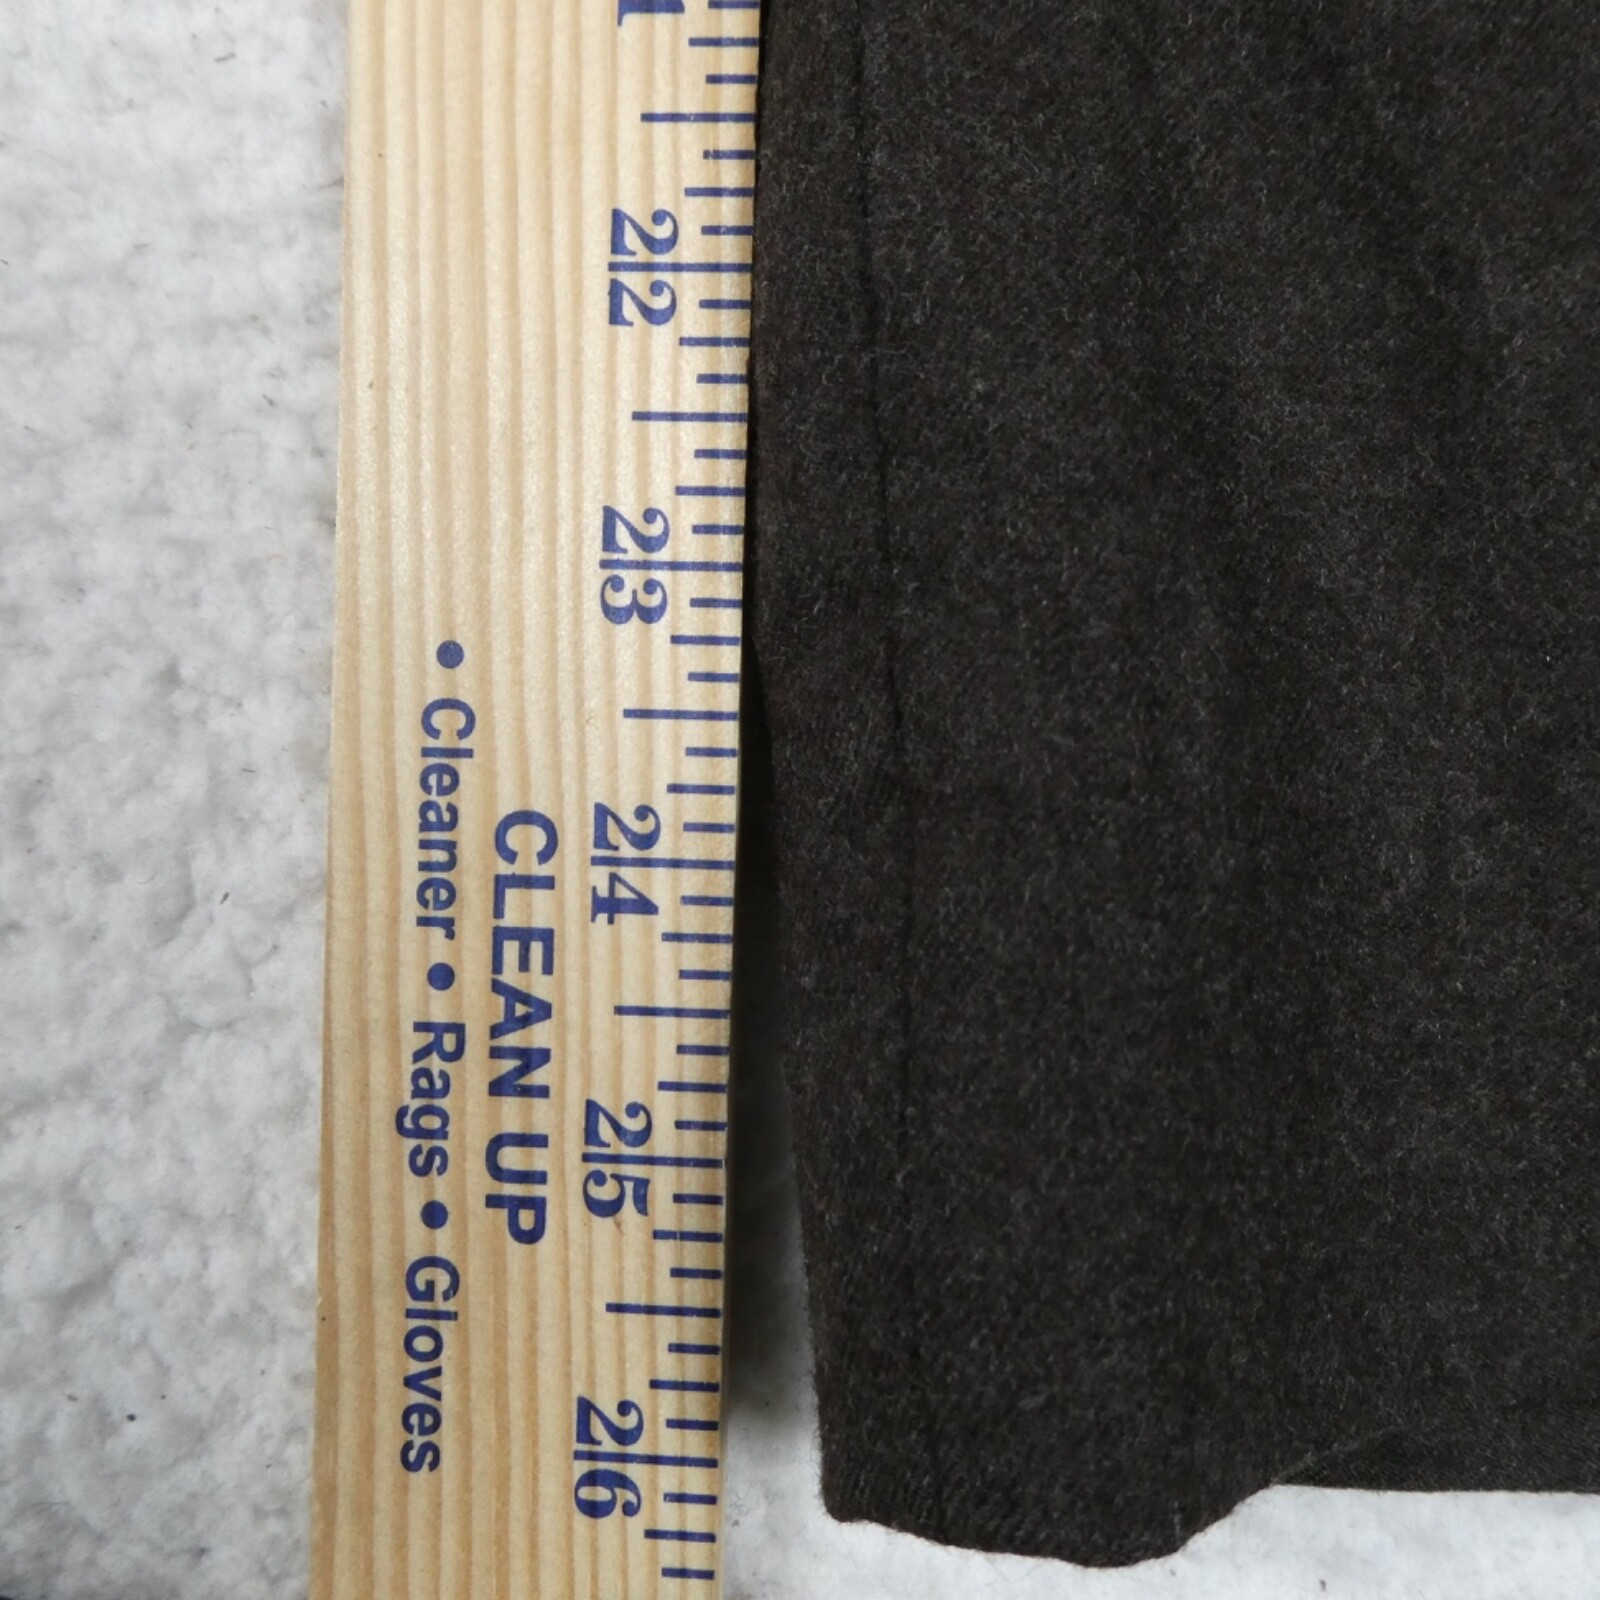 22
23
24
25
26
CLEAN UP
• Cleaner • Rags • Gloves